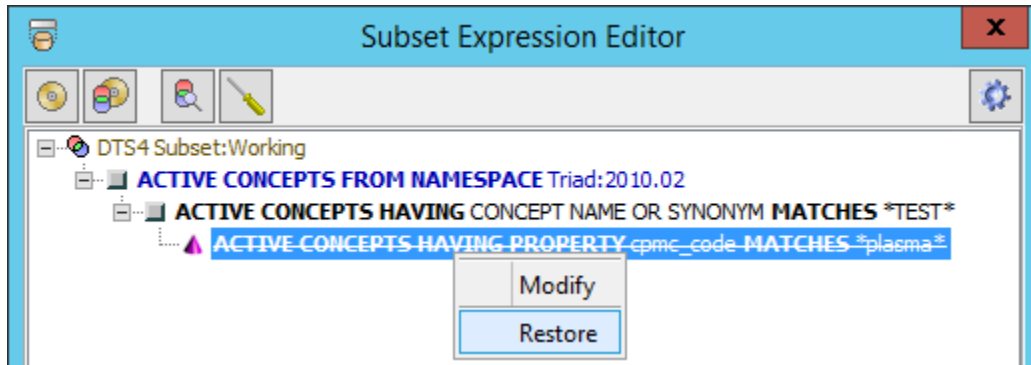 Subset Expression Editor
x
DTS4 Subset:Working
ACTIVE CONCEPTS FROM NAMESPACE Triad:2010.02
ACTIVE CONCEPTS HAVING CONCEPT NAME OR SYNONYM MATCHES *TEST*
ACTIVE CONCEPTS HAVING PROPERTY cpmc_code MATCHES *plasma*
Modify
Restore